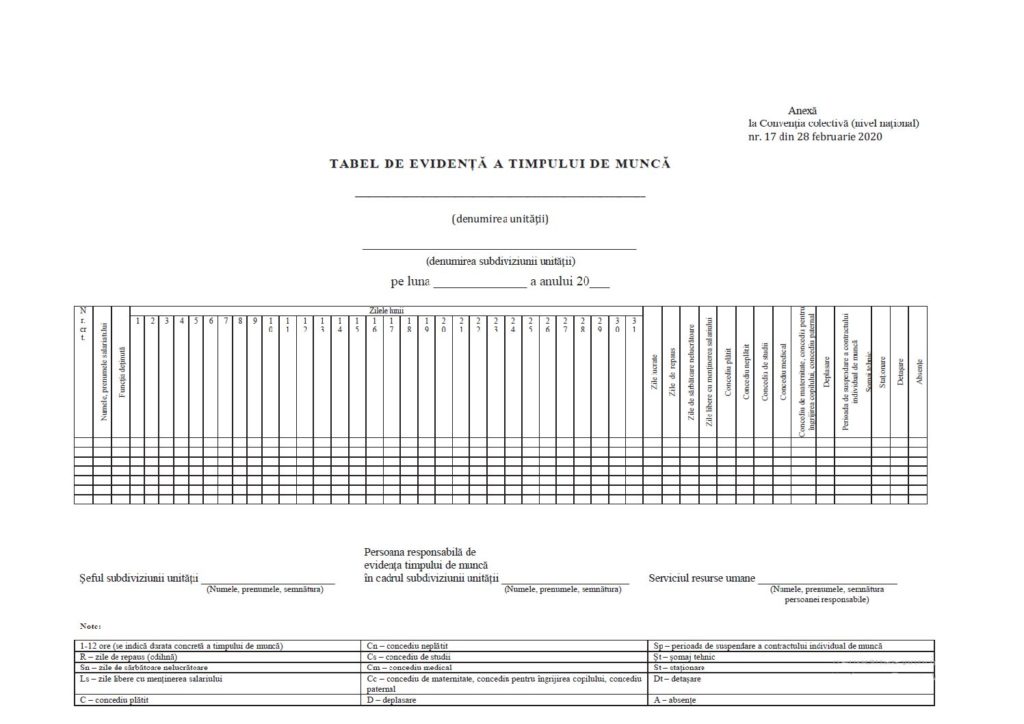 Anexă
la Convenția colectivă (nivel național)
nr. 17 din 28 februarie 2020
TABEL DE EVIDENȚĂ A TIMPULUI DE MUNCĂ
(denumirea unității)
(denumirea subdiviziunii unității)
pe luna _______________ a anului 20___
Nr. crt.
Numele, prenumele salariatului
Funcția deținută
Zilele lunii
1 2 3 4 5 6 7 8 9 10 11 12 13 14 15 16 17 18 19 20 21 22 23 24 25 26 27 28 29 30 31
Zile lucrate
Zile de repaus
Zile de sărbătoare nelucrătoare
Zile libere cu menținerea salariului
Concediu plătit
Concediu neplătit
Concediu de studii
Concediu medical
Concediu de maternitate, concedii pentru
îngrijirea copilului, concediu paternal
Deplasare
Perioada de suspendare a contractului
individual de muncă
Șomaj tehnic
Staționare
Detașare
Absențe
Șeful subdiviziunii unității ______________________
(Numele, prenumele, semnătura)
Persoana responsabilă de
evidența timpului de muncă
în cadrul subdiviziunii unității _____________________
(Numele, prenumele, semnătura)
Serviciul resurse umane _______________________
(Numele, prenumele, semnătura
persoanei responsabile)
Note:
1-12 ore (se indică durata concretă a timpului de muncă)
Cn – concediu neplătit
Sp – perioada de suspendare a contractului individual de muncă
R – zile de repaus (odihnă)
Cs – concediu de studii
Șt – șomaj tehnic
Sn – zile de sărbătoare nelucrătoare
Cm – concediu medical
St – staționare
Ls – zile libere cu menținerea salariului
Cc – concediu de maternitate, concedii pentru îngrijirea copilului, concediu
paternal
Dt – detașare
C – concediu plătit
D – deplasare
A – absențe